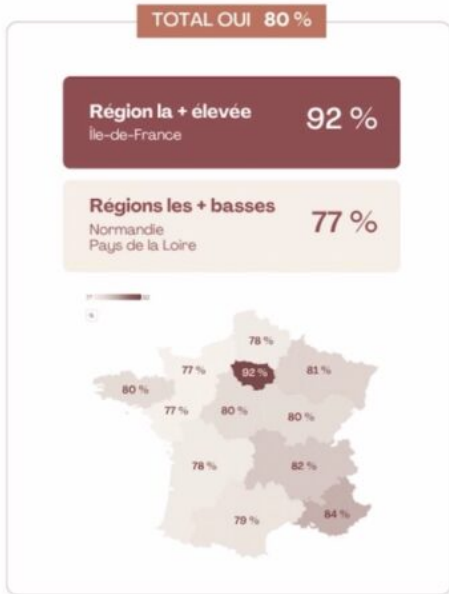 TOTAL OUI 80 %
Région la + élevée
Île-de-France
92 %
Régions les + basses
Normandie
Pays de la Loire
77 %
78 %
77 %
92 %
81 %
80 %
77 %
80 %
80 %
78 %
82 %
79 %
84 %